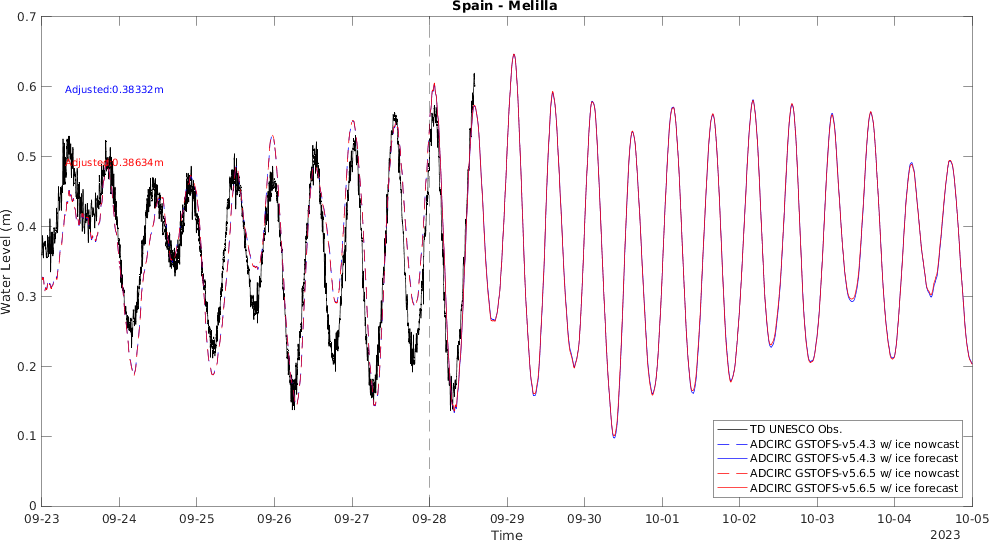 Spain - Melilla
0.7
0.6
0.5
0.4
0.3
0.2
0.1
0
Water Level (m)
Adjusted:0.38332m
Adjusted:0.38634m
TD UNESCO Obs.
ADCIRC GSTOFS-v5.4.3 w/ ice nowcast
ADCIRC GSTOFS-v5.4.3 w/ ice forecast
ADCIRC GSTOFS-v5.6.5 w/ ice nowcast
ADCIRC GSTOFS-v5.6.5 w/ ice forecast
09-23 09-24 09-25 09-26 09-27 09-28 09-29 09-30 10-01 10-02 10-03 10-04 10-05
Time
2023